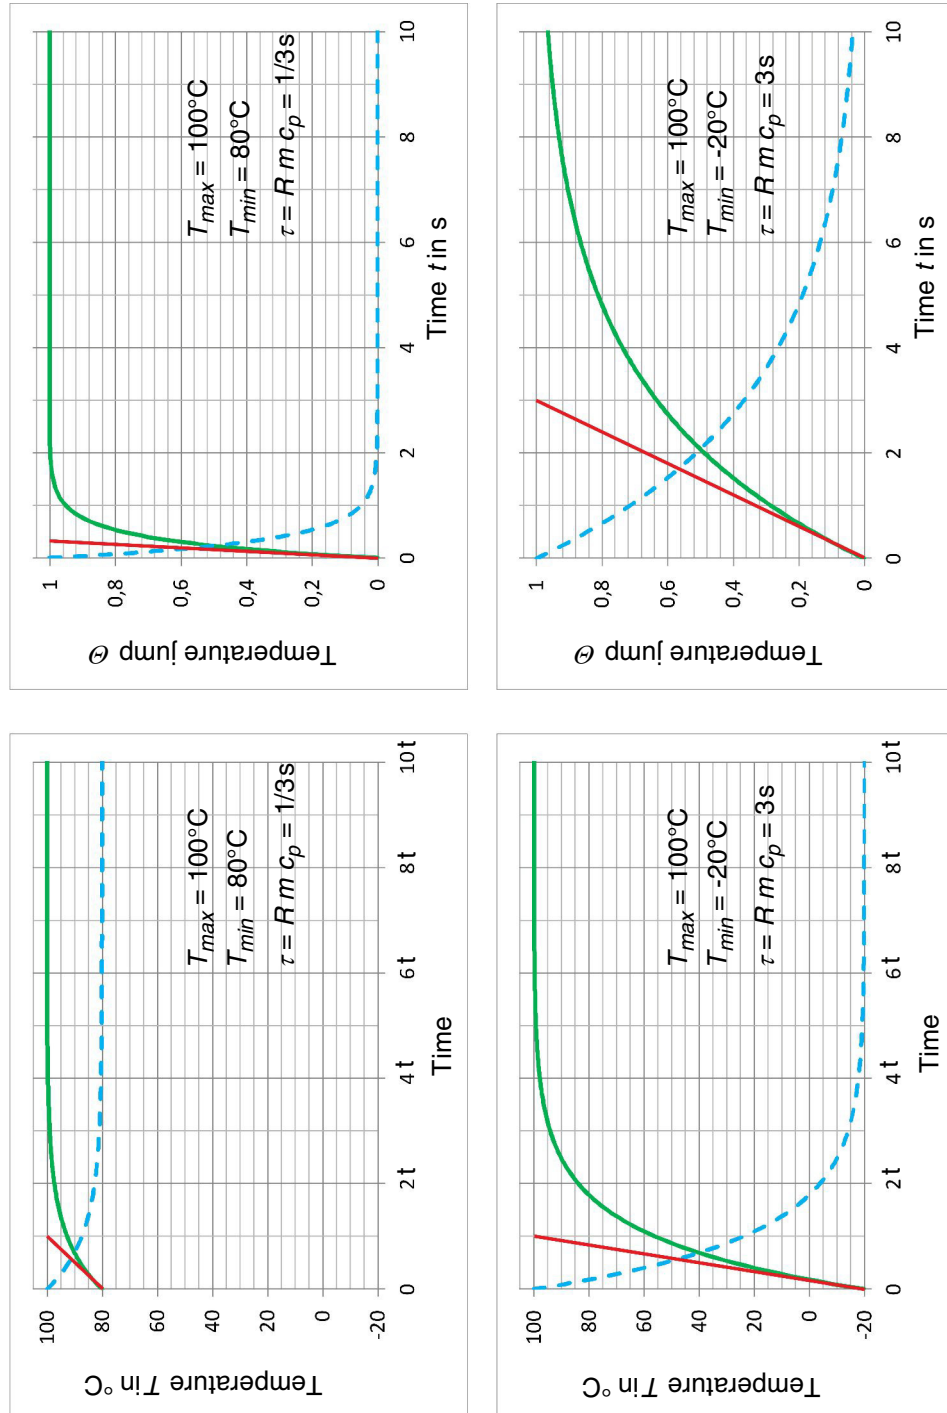 Temperature T in °C
100
80
60
40
20
0
-20
T_max = 100°C
T_min = 80°C
τ = R m c_p = 1/3s
0 2t 4t 6t 8t 10t
Time
Temperature jump Θ
1
0,8
0,6
0,4
0,2
0
T_max = 100°C
T_min = 80°C
τ = R m c_p = 1/3s
0 2 4 6 8 10
Time t in s
Temperature T in °C
100
80
60
40
20
0
-20
T_max = 100°C
T_min = -20°C
τ = R m c_p = 3s
0 2t 4t 6t 8t 10t
Time
Temperature jump Θ
1
0,8
0,6
0,4
0,2
0
T_max = 100°C
T_min = -20°C
τ = R m c_p = 3s
0 2 4 6 8 10
Time t in s